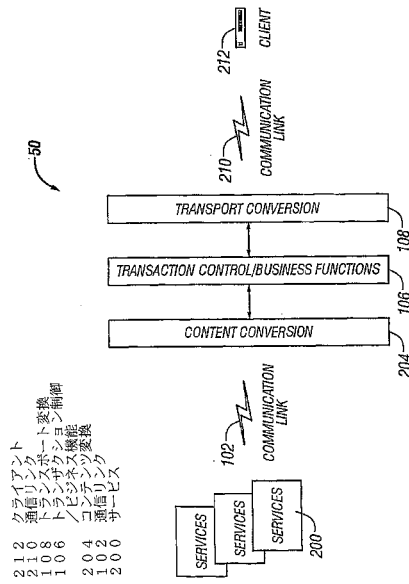 212 クライアント
210 通信リンク
108 トランスポート変換
106 トランザクション制御
/ビジネス機能
204 コンテンツ変換
102 通信リンク
200 サービス
50
SERVICES
SERVICES
SERVICES
200
102
COMMUNICATION
LINK
CONTENT CONVERSION
204
TRANSACTION CONTROL/BUSINESS FUNCTIONS
106
TRANSPORT CONVERSION
108
210
COMMUNICATION
LINK
212
CLIENT